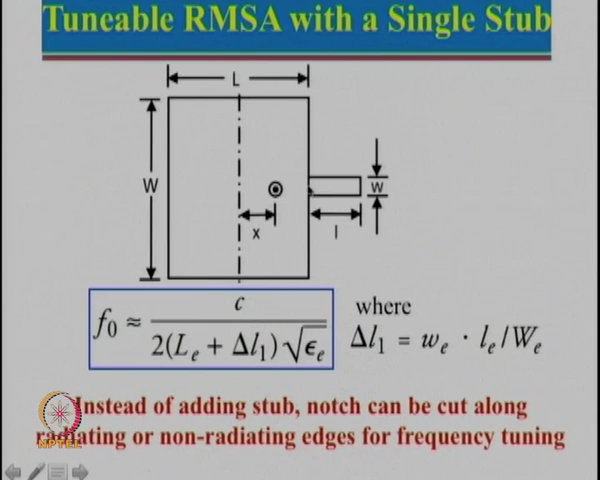 Tuneable RMSA with a Single Stub
L
W
w
x
l
f₀ ≈ c / 2(Lₑ + Δl₁)√ϵₑ
where
Δl₁ = wₑ · lₑ/Wₑ
Instead of adding stub, notch can be cut along
radiating or non-radiating edges for frequency tuning
NPTEL